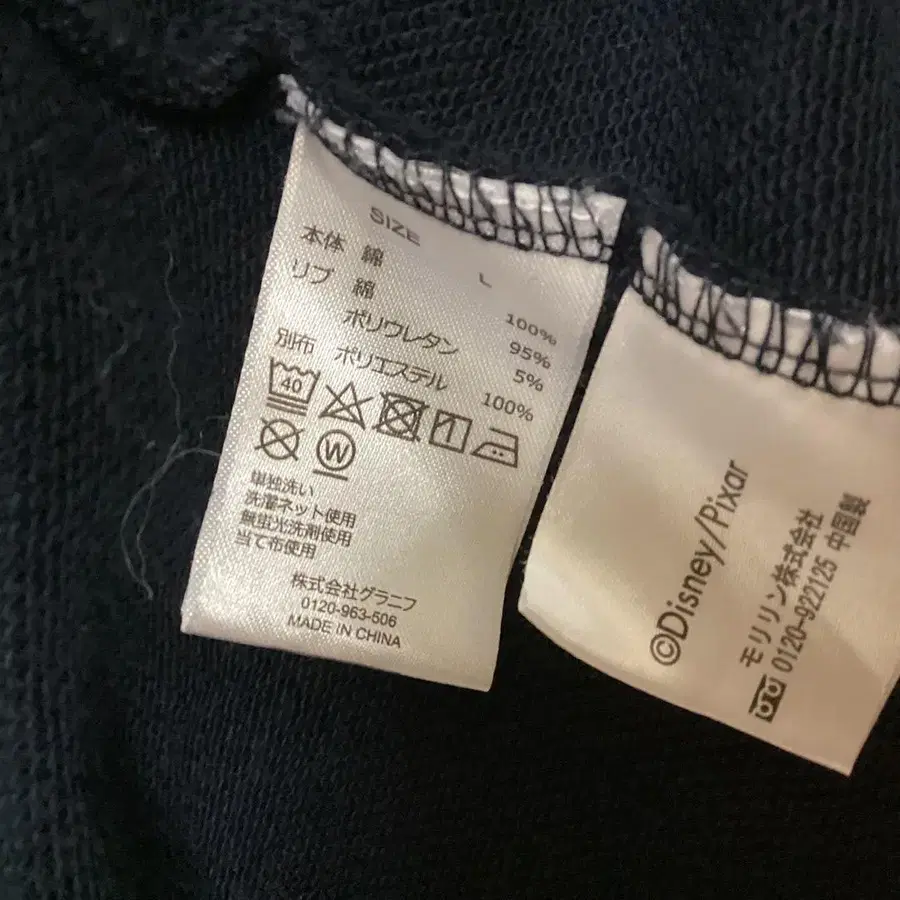 SIZE L
本体 綿 100%
リブ 綿 95%
ポリウレタン 5%
別布 ポリエステル 100%
40
W
単独洗い
洗濯ネット使用
無蛍光洗剤使用
当て布使用
株式会社グラニフ
0120-963-506
MADE IN CHINA
©Disney/Pixar
モリリン株式会社
0120-922125 中国製